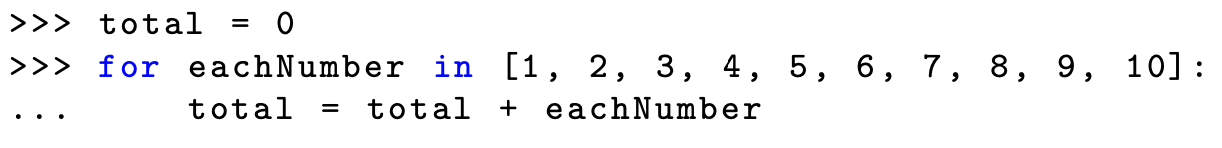 >>> total = 0
>>> for eachNumber in [1, 2, 3, 4, 5, 6, 7, 8, 9, 10]:
...     total = total + eachNumber